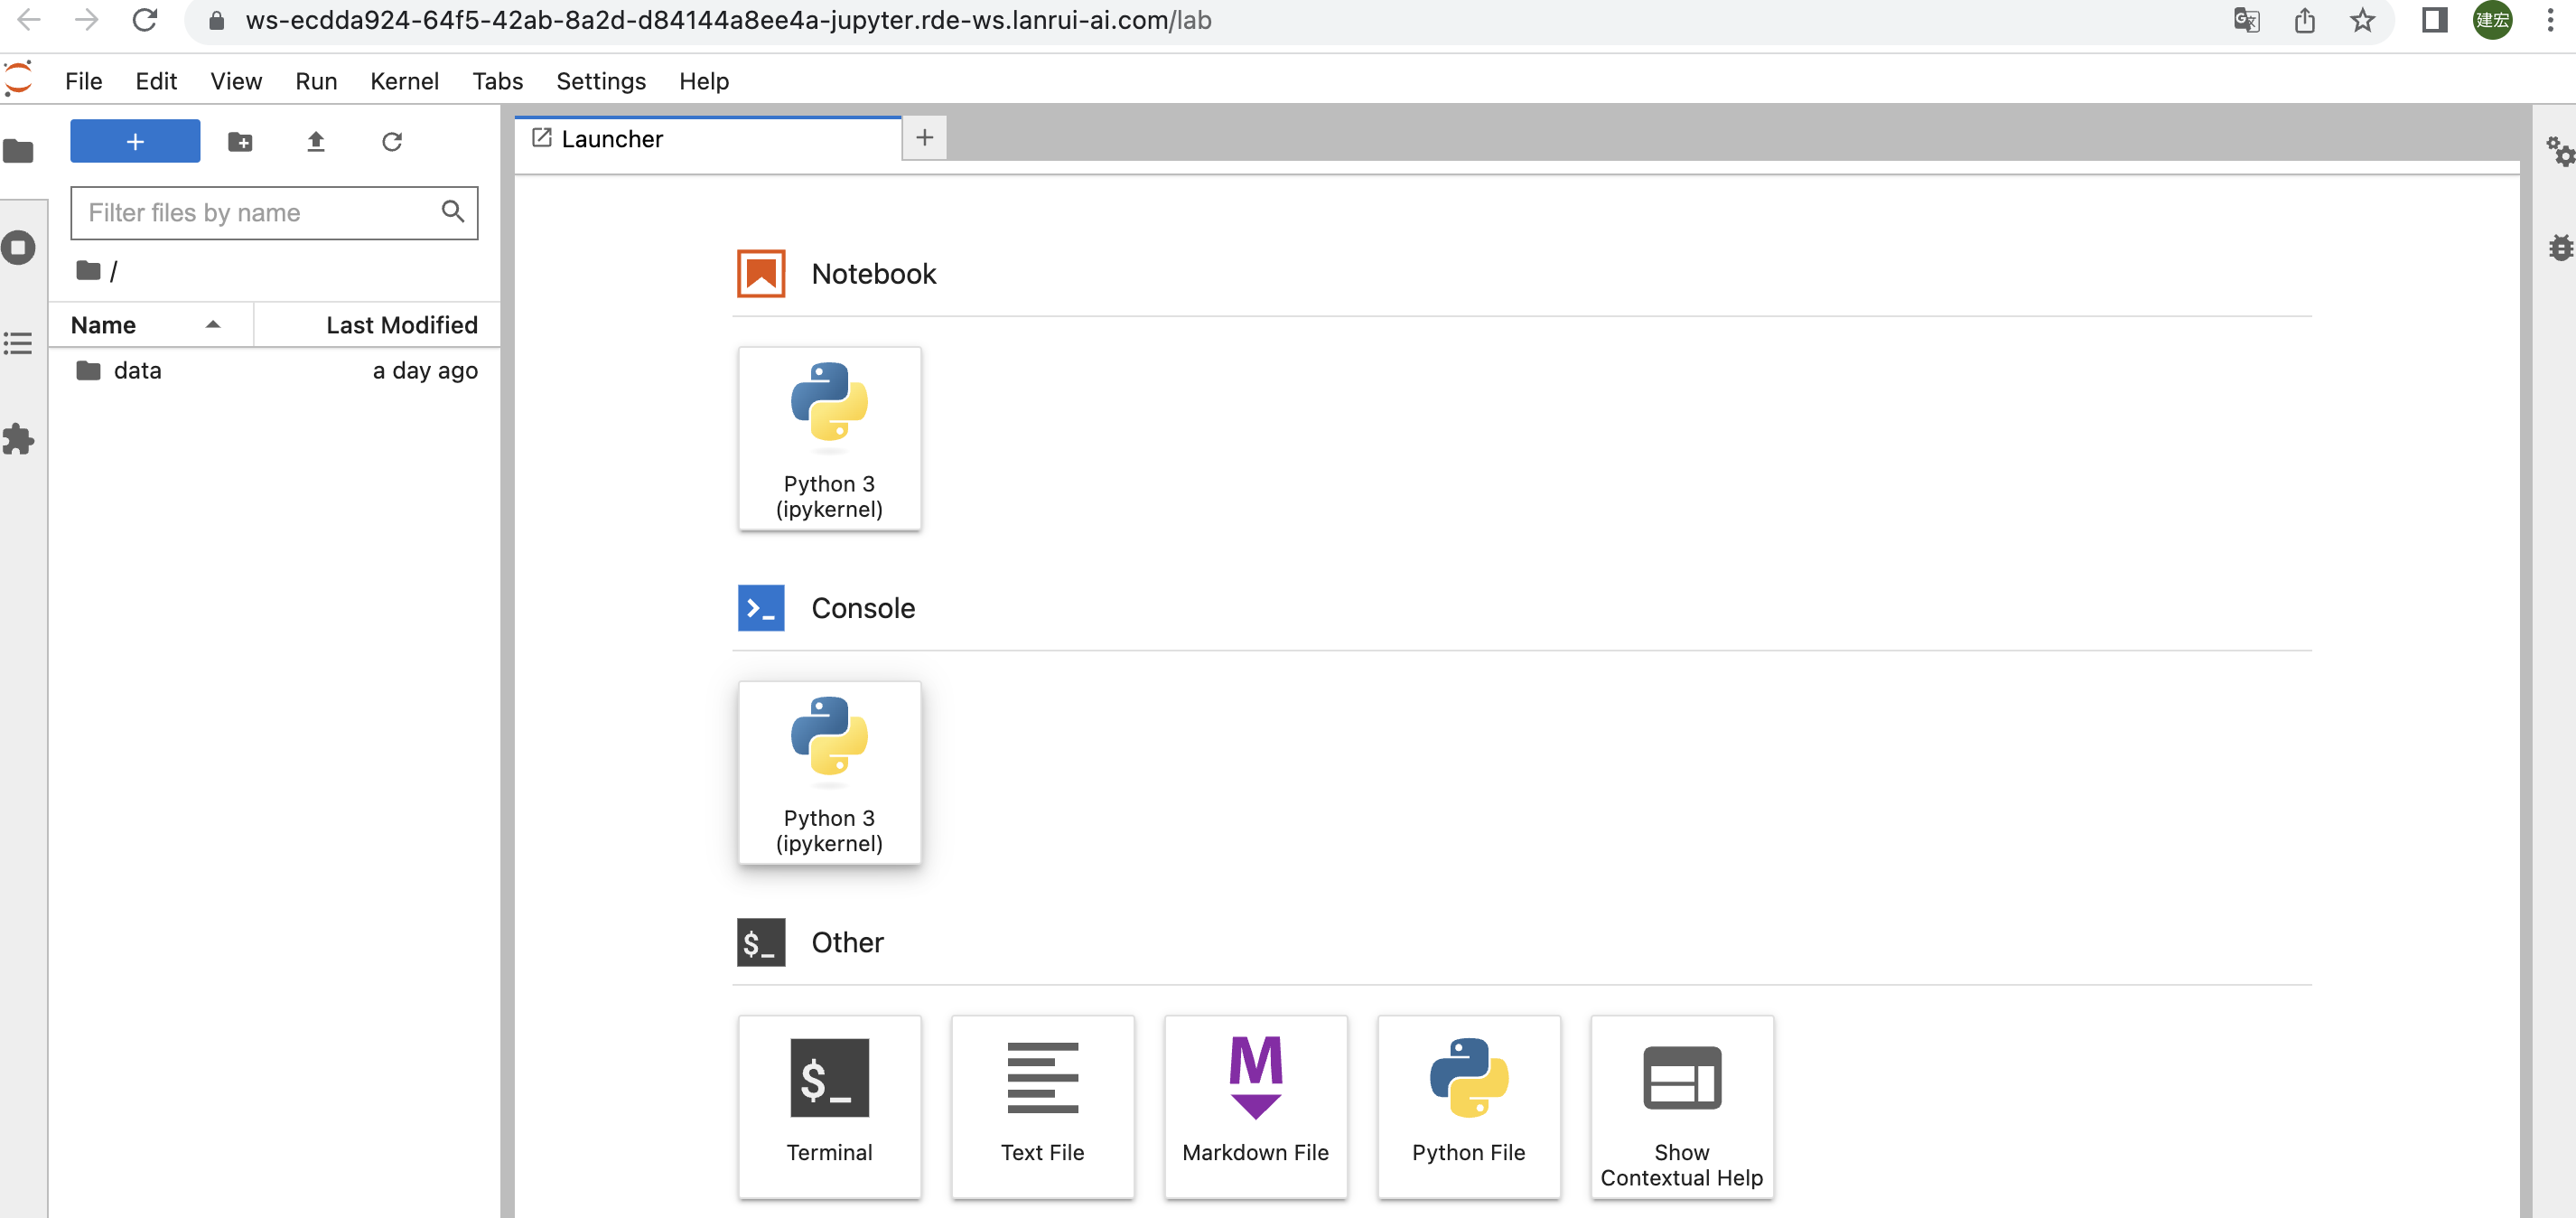 ws-ecdda924-64f5-42ab-8a2d-d84144a8ee4a-jupyter.rde-ws.lanrui-ai.com/lab
建宏
File Edit View Run Kernel Tabs Settings Help
+
Launcher
+
Filter files by name
/
Name Last Modified
data a day ago
Notebook
Python 3
(ipykernel)
>_ Console
Python 3
(ipykernel)
$_ Other
$_
M
Terminal
Text File
Markdown File
Python File
Show
Contextual Help